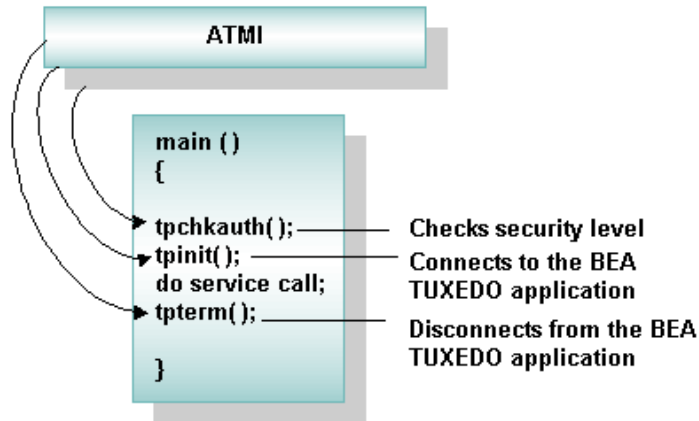 ATMI
main ( )
{
tpchkauth( );
Checks security level
tpinit( );
Connects to the BEA
TUXEDO application
do service call;
tpterm( );
Disconnects from the BEA
TUXEDO application
}